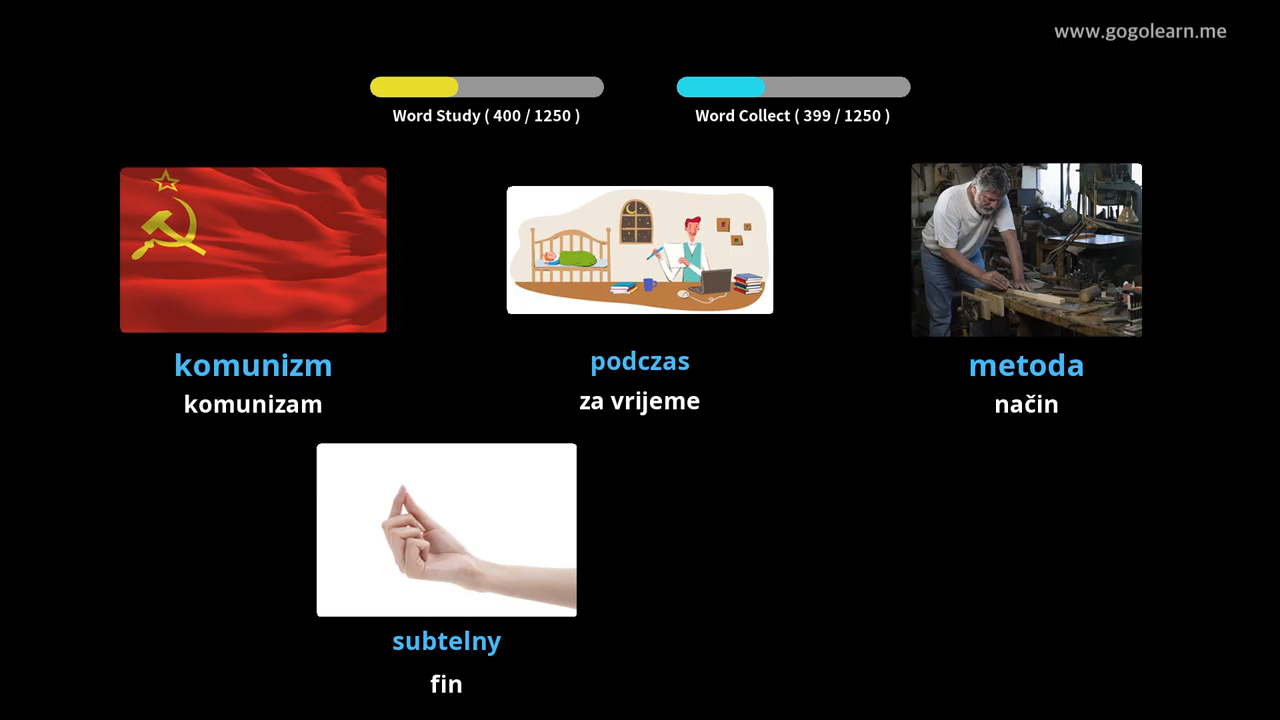 www.gogolearn.me
Word Study ( 400 / 1250 )
Word Collect ( 399 / 1250 )
komunizm
komunizam
podczas
za vrijeme
metoda
način
subtelny
fin